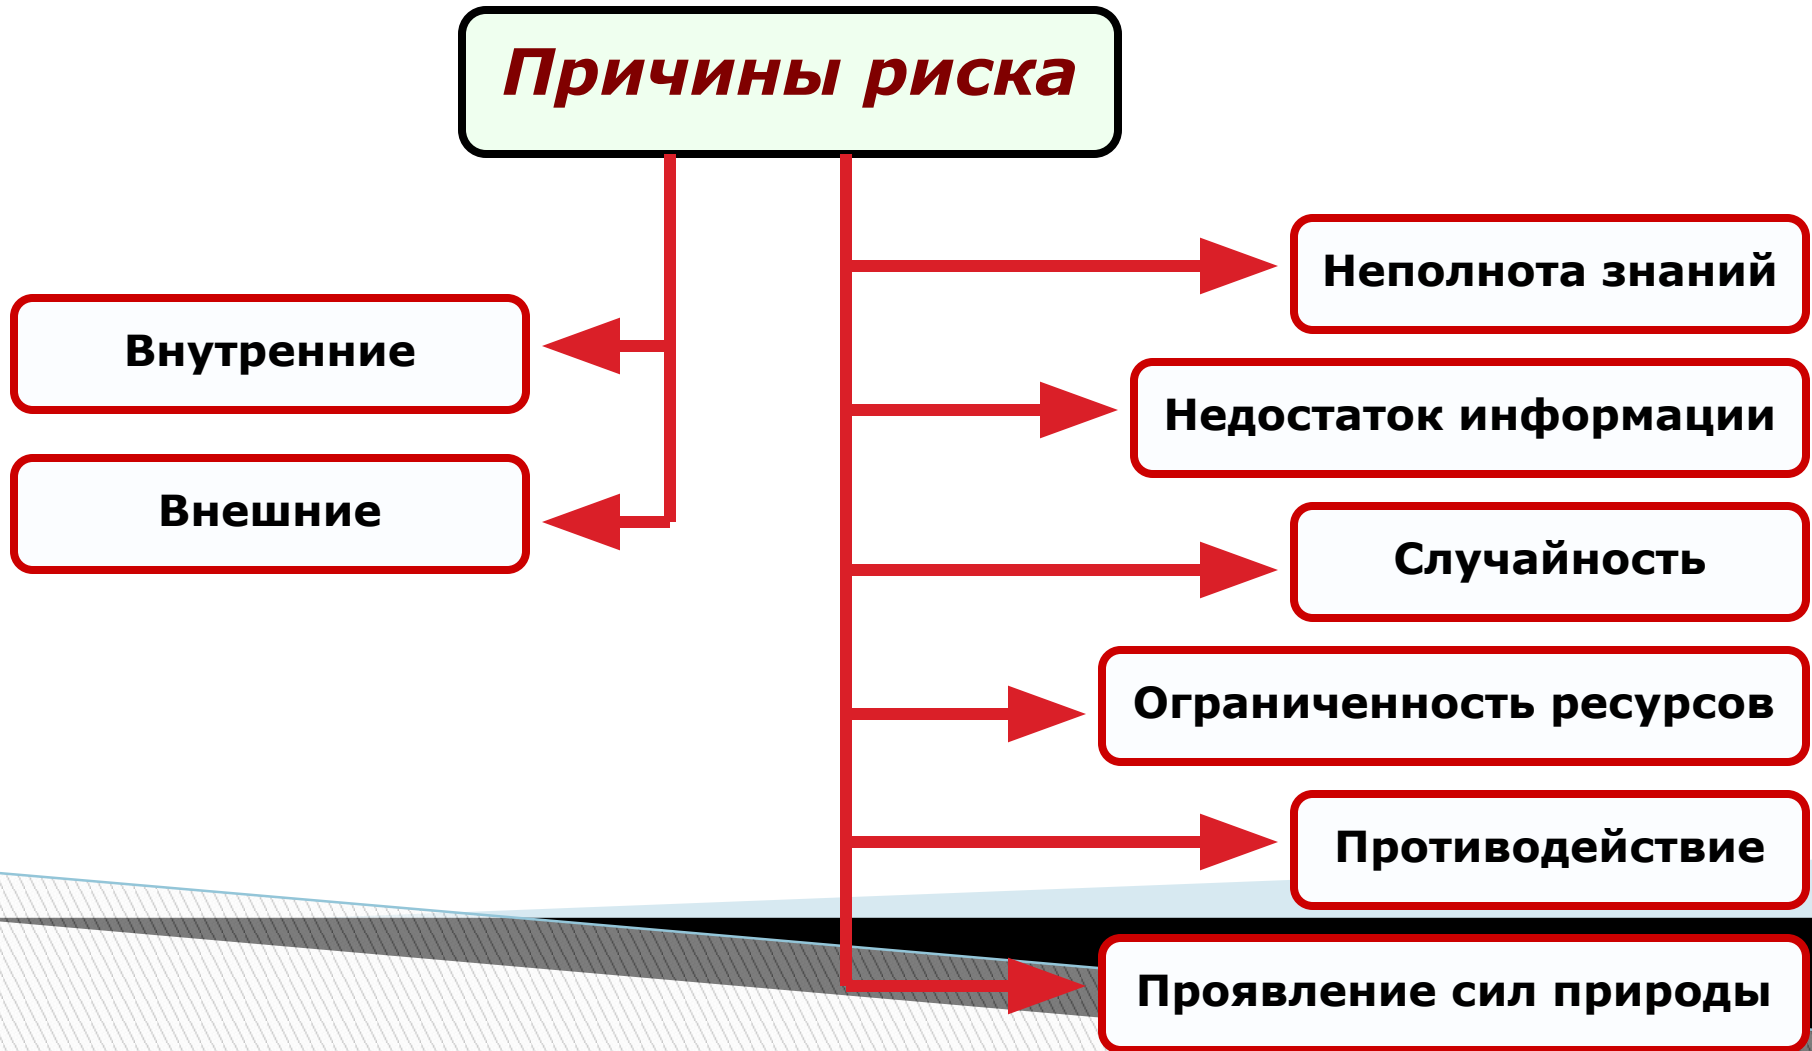 Причины риска
Внутренние
Внешние
Неполнота знаний
Недостаток информации
Случайность
Ограниченность ресурсов
Противодействие
Проявление сил природы